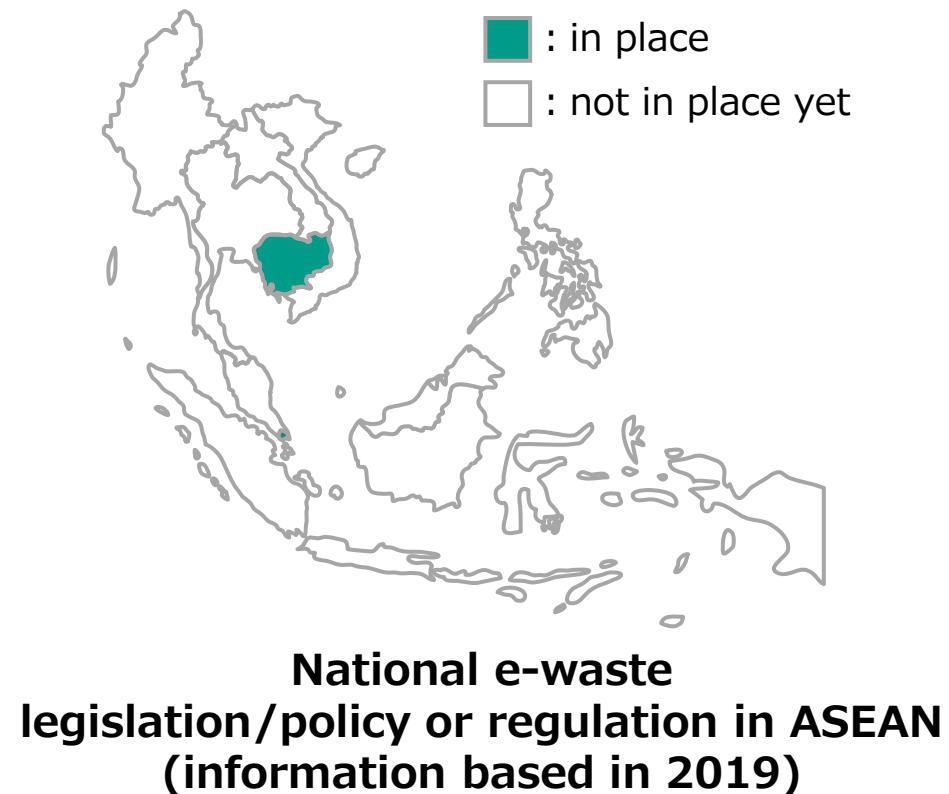 : in place
: not in place yet
National e-waste
legislation/policy or regulation in ASEAN
(information based in 2019)